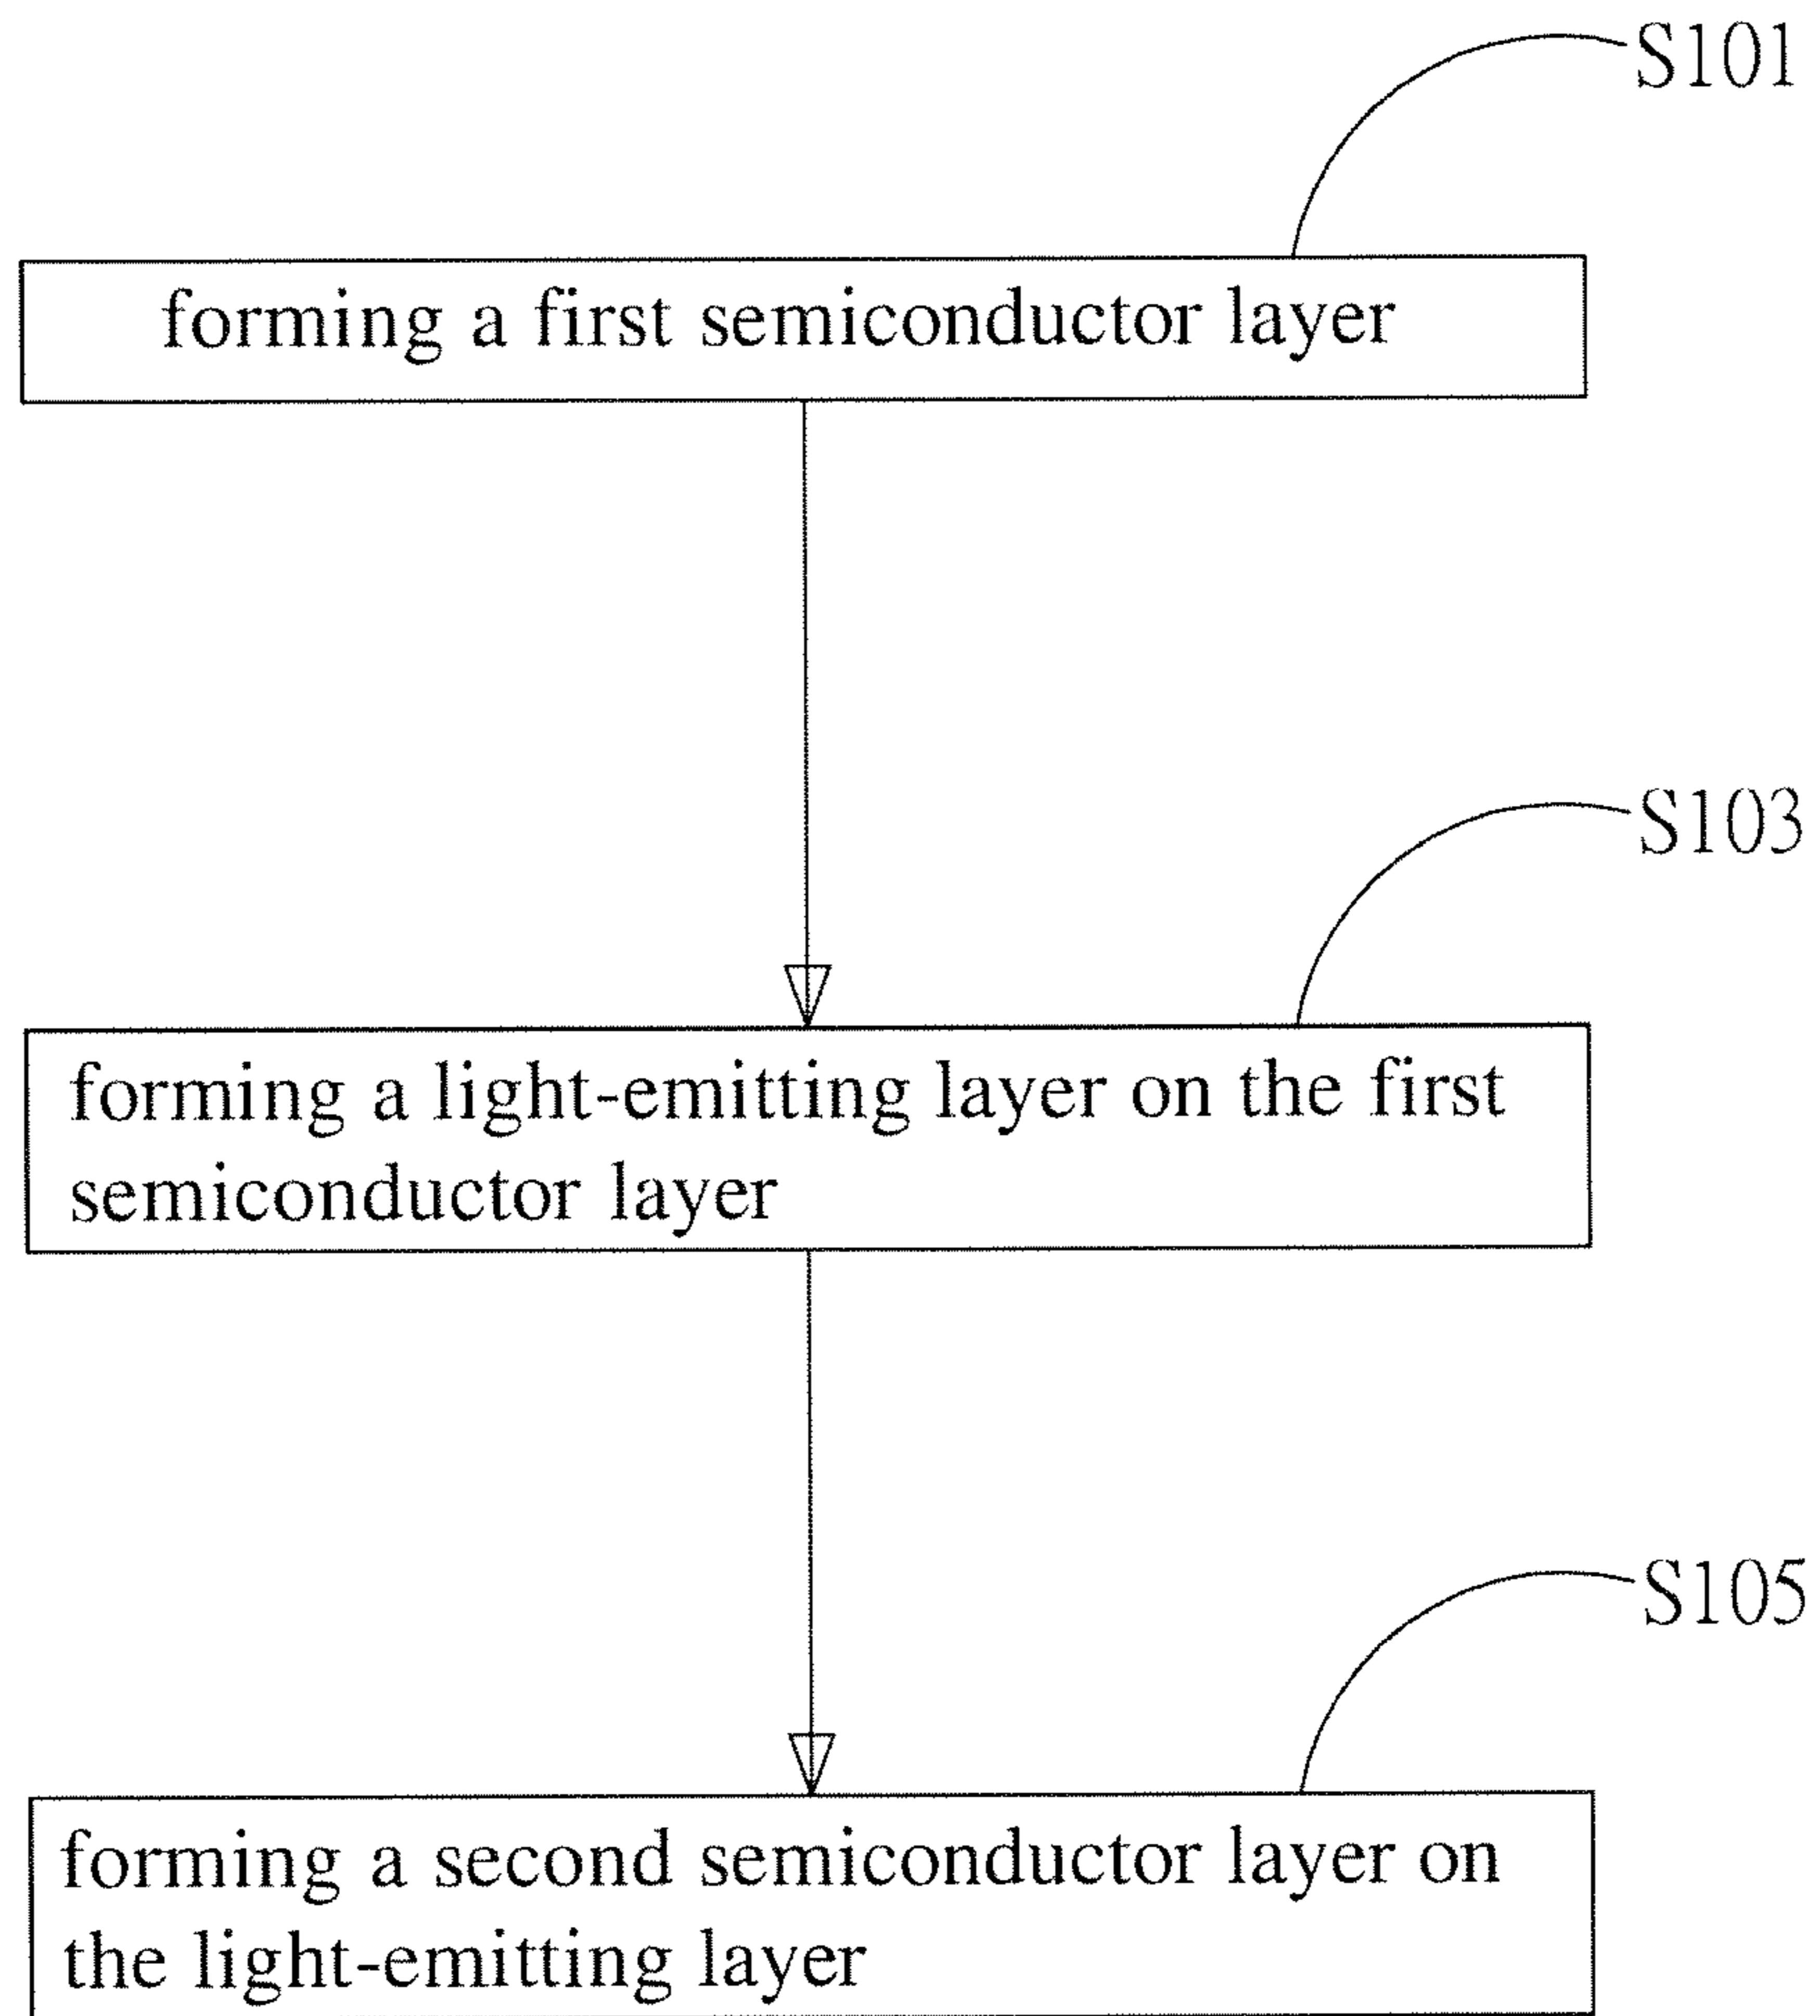 S101
forming a first semiconductor layer
S103
forming a light-emitting layer on the first
semiconductor layer
S105
forming a second semiconductor layer on
the light-emitting layer